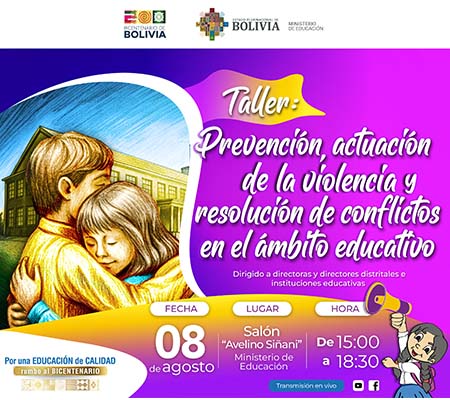 200
BICENTENARIO DE
BOLIVIA
ESTADO PLURINACIONAL DE
BOLIVIA
MINISTERIO
DE EDUCACIÓN
Taller:
Prevención, actuación
de la violencia y
resolución de conflictos
en el ámbito educativo
Dirigido a directoras y directores distritales e
instituciones educativas
FECHA
LUGAR
HORA
08
de agosto
Salón
“Avelino Siñani”
Ministerio de
Educación
De 15:00
a 18:30
Por una EDUCACIÓN de CALIDAD
rumbo al BICENTENARIO
Transmisión en vivo